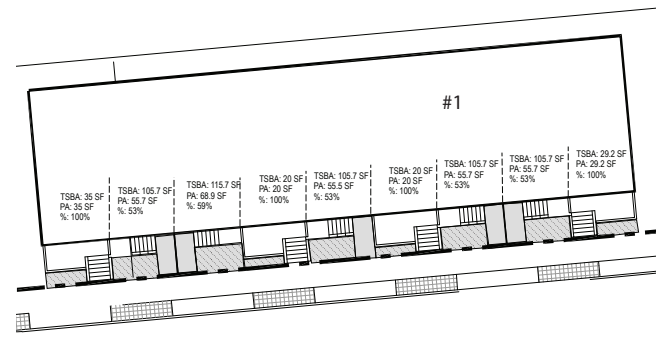 #1
TSBA: 35 SF
PA: 35 SF
%: 100%
TSBA: 105.7 SF
PA: 55.7 SF
%: 53%
TSBA: 115.7 SF
PA: 68.9 SF
%: 59%
TSBA: 20 SF
PA: 20 SF
%: 100%
TSBA: 105.7 SF
PA: 55.5 SF
%: 53%
TSBA: 20 SF
PA: 20 SF
%: 100%
TSBA: 105.7 SF
PA: 55.7 SF
%: 53%
TSBA: 105.7 SF
PA: 55.7 SF
%: 53%
TSBA: 29.2 SF
PA: 29.2 SF
%: 100%